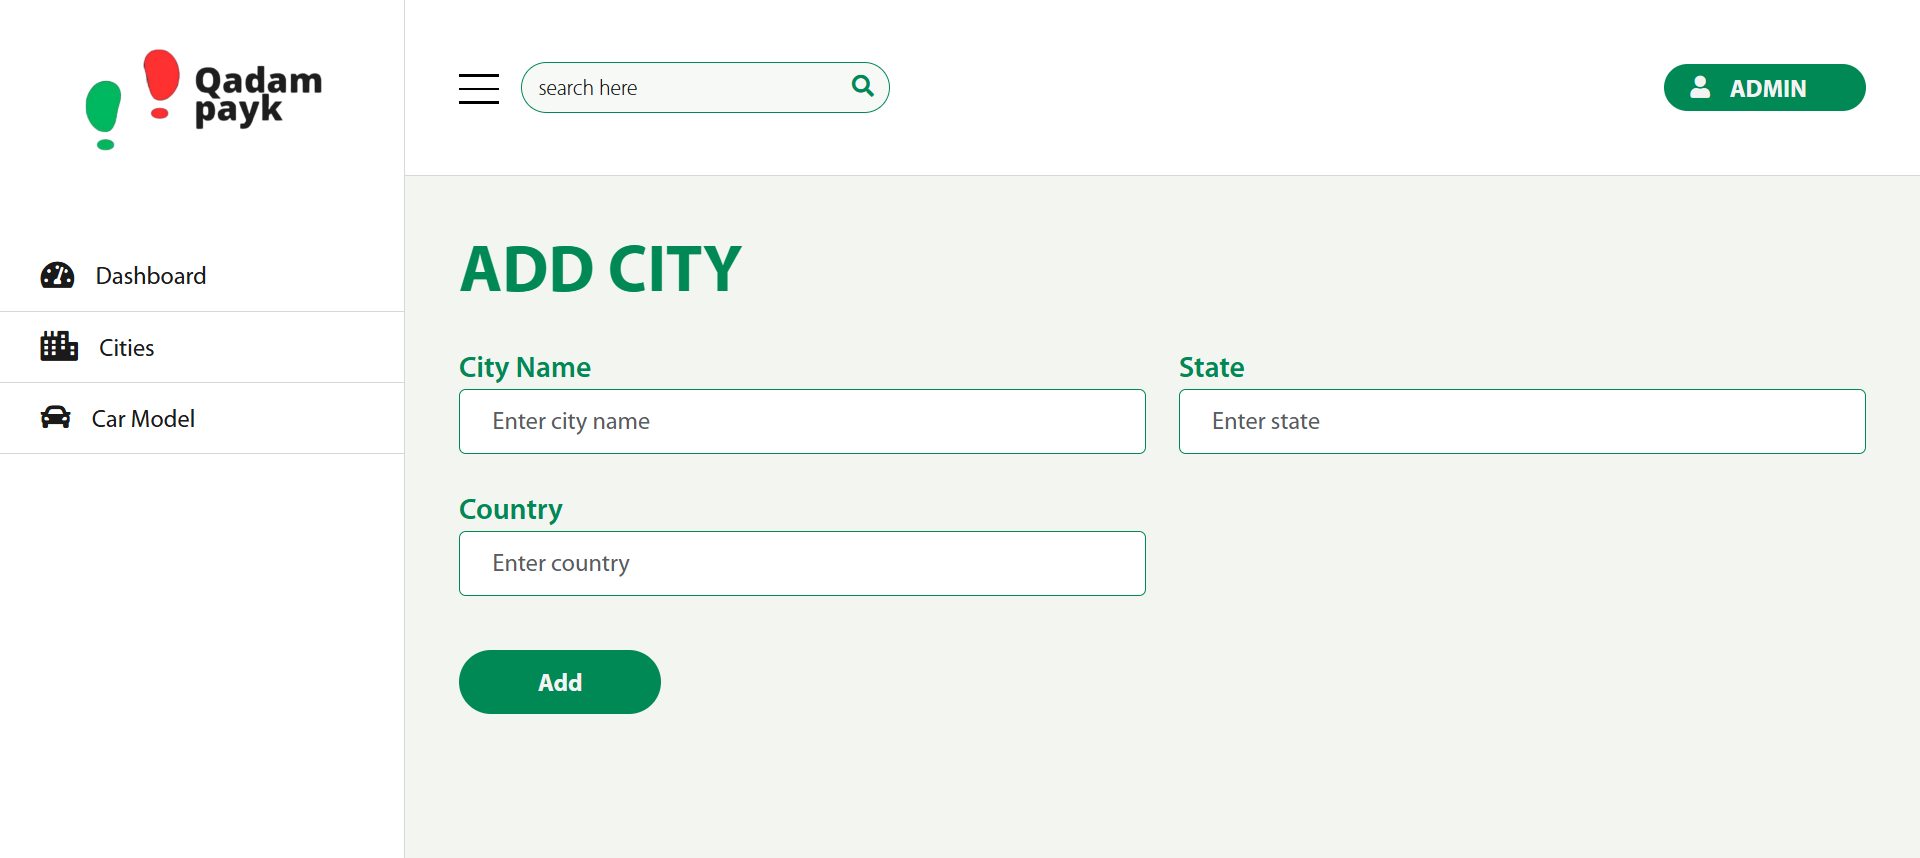 Qadam
payk
search here
ADMIN
Dashboard
Cities
Car Model
ADD CITY
City Name
State
Enter city name
Enter state
Country
Enter country
Add